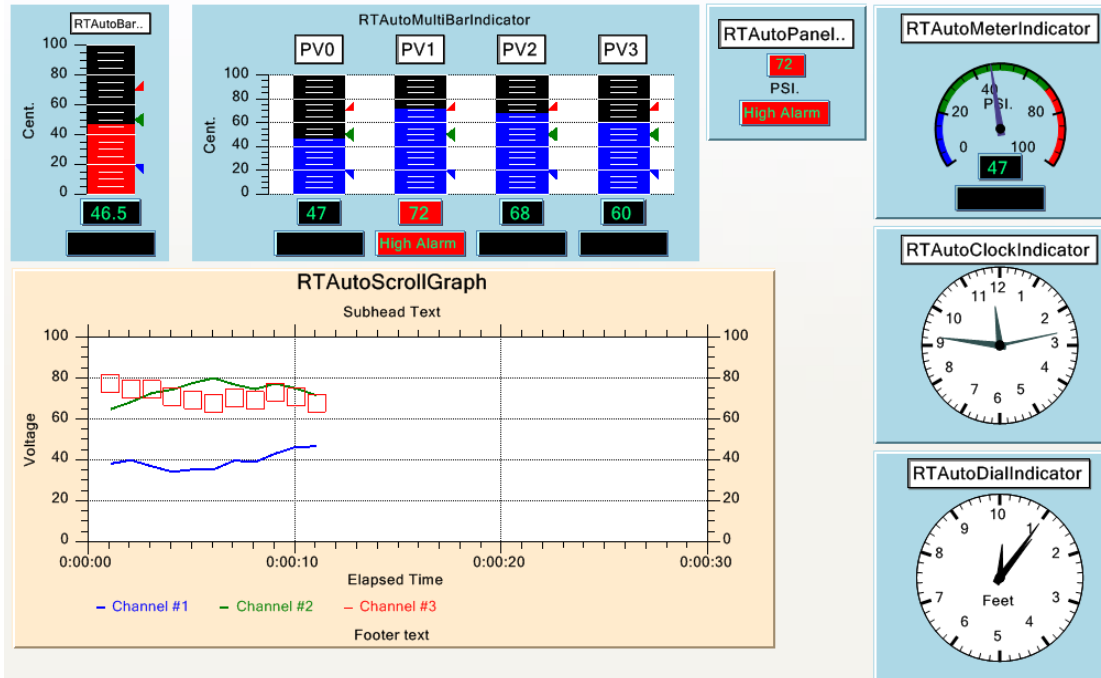 RTAutoBar..
100
80
60
40
20
0
Cent.
46.5
RTAutoMultiBarIndicator
PV0 PV1 PV2 PV3
100
80
60
40
20
0
Cent.
47 72 68 60
High Alarm
RTAutoPanel..
72
PSI.
High Alarm
RTAutoMeterIndicator
0 20 40 80 100
PSI.
47
RTAutoClockIndicator
12 1 2 3 4 5 6 7 8 9 10 11
RTAutoDialIndicator
10 1 2 3 4 5 6 7 8 9
Feet
RTAutoScrollGraph
Subhead Text
100 100
80 80
60 60
40 40
20 20
0 0
Voltage
0:00:00 0:00:10 0:00:20 0:00:30
Elapsed Time
Channel #1 Channel #2 Channel #3
Footer text